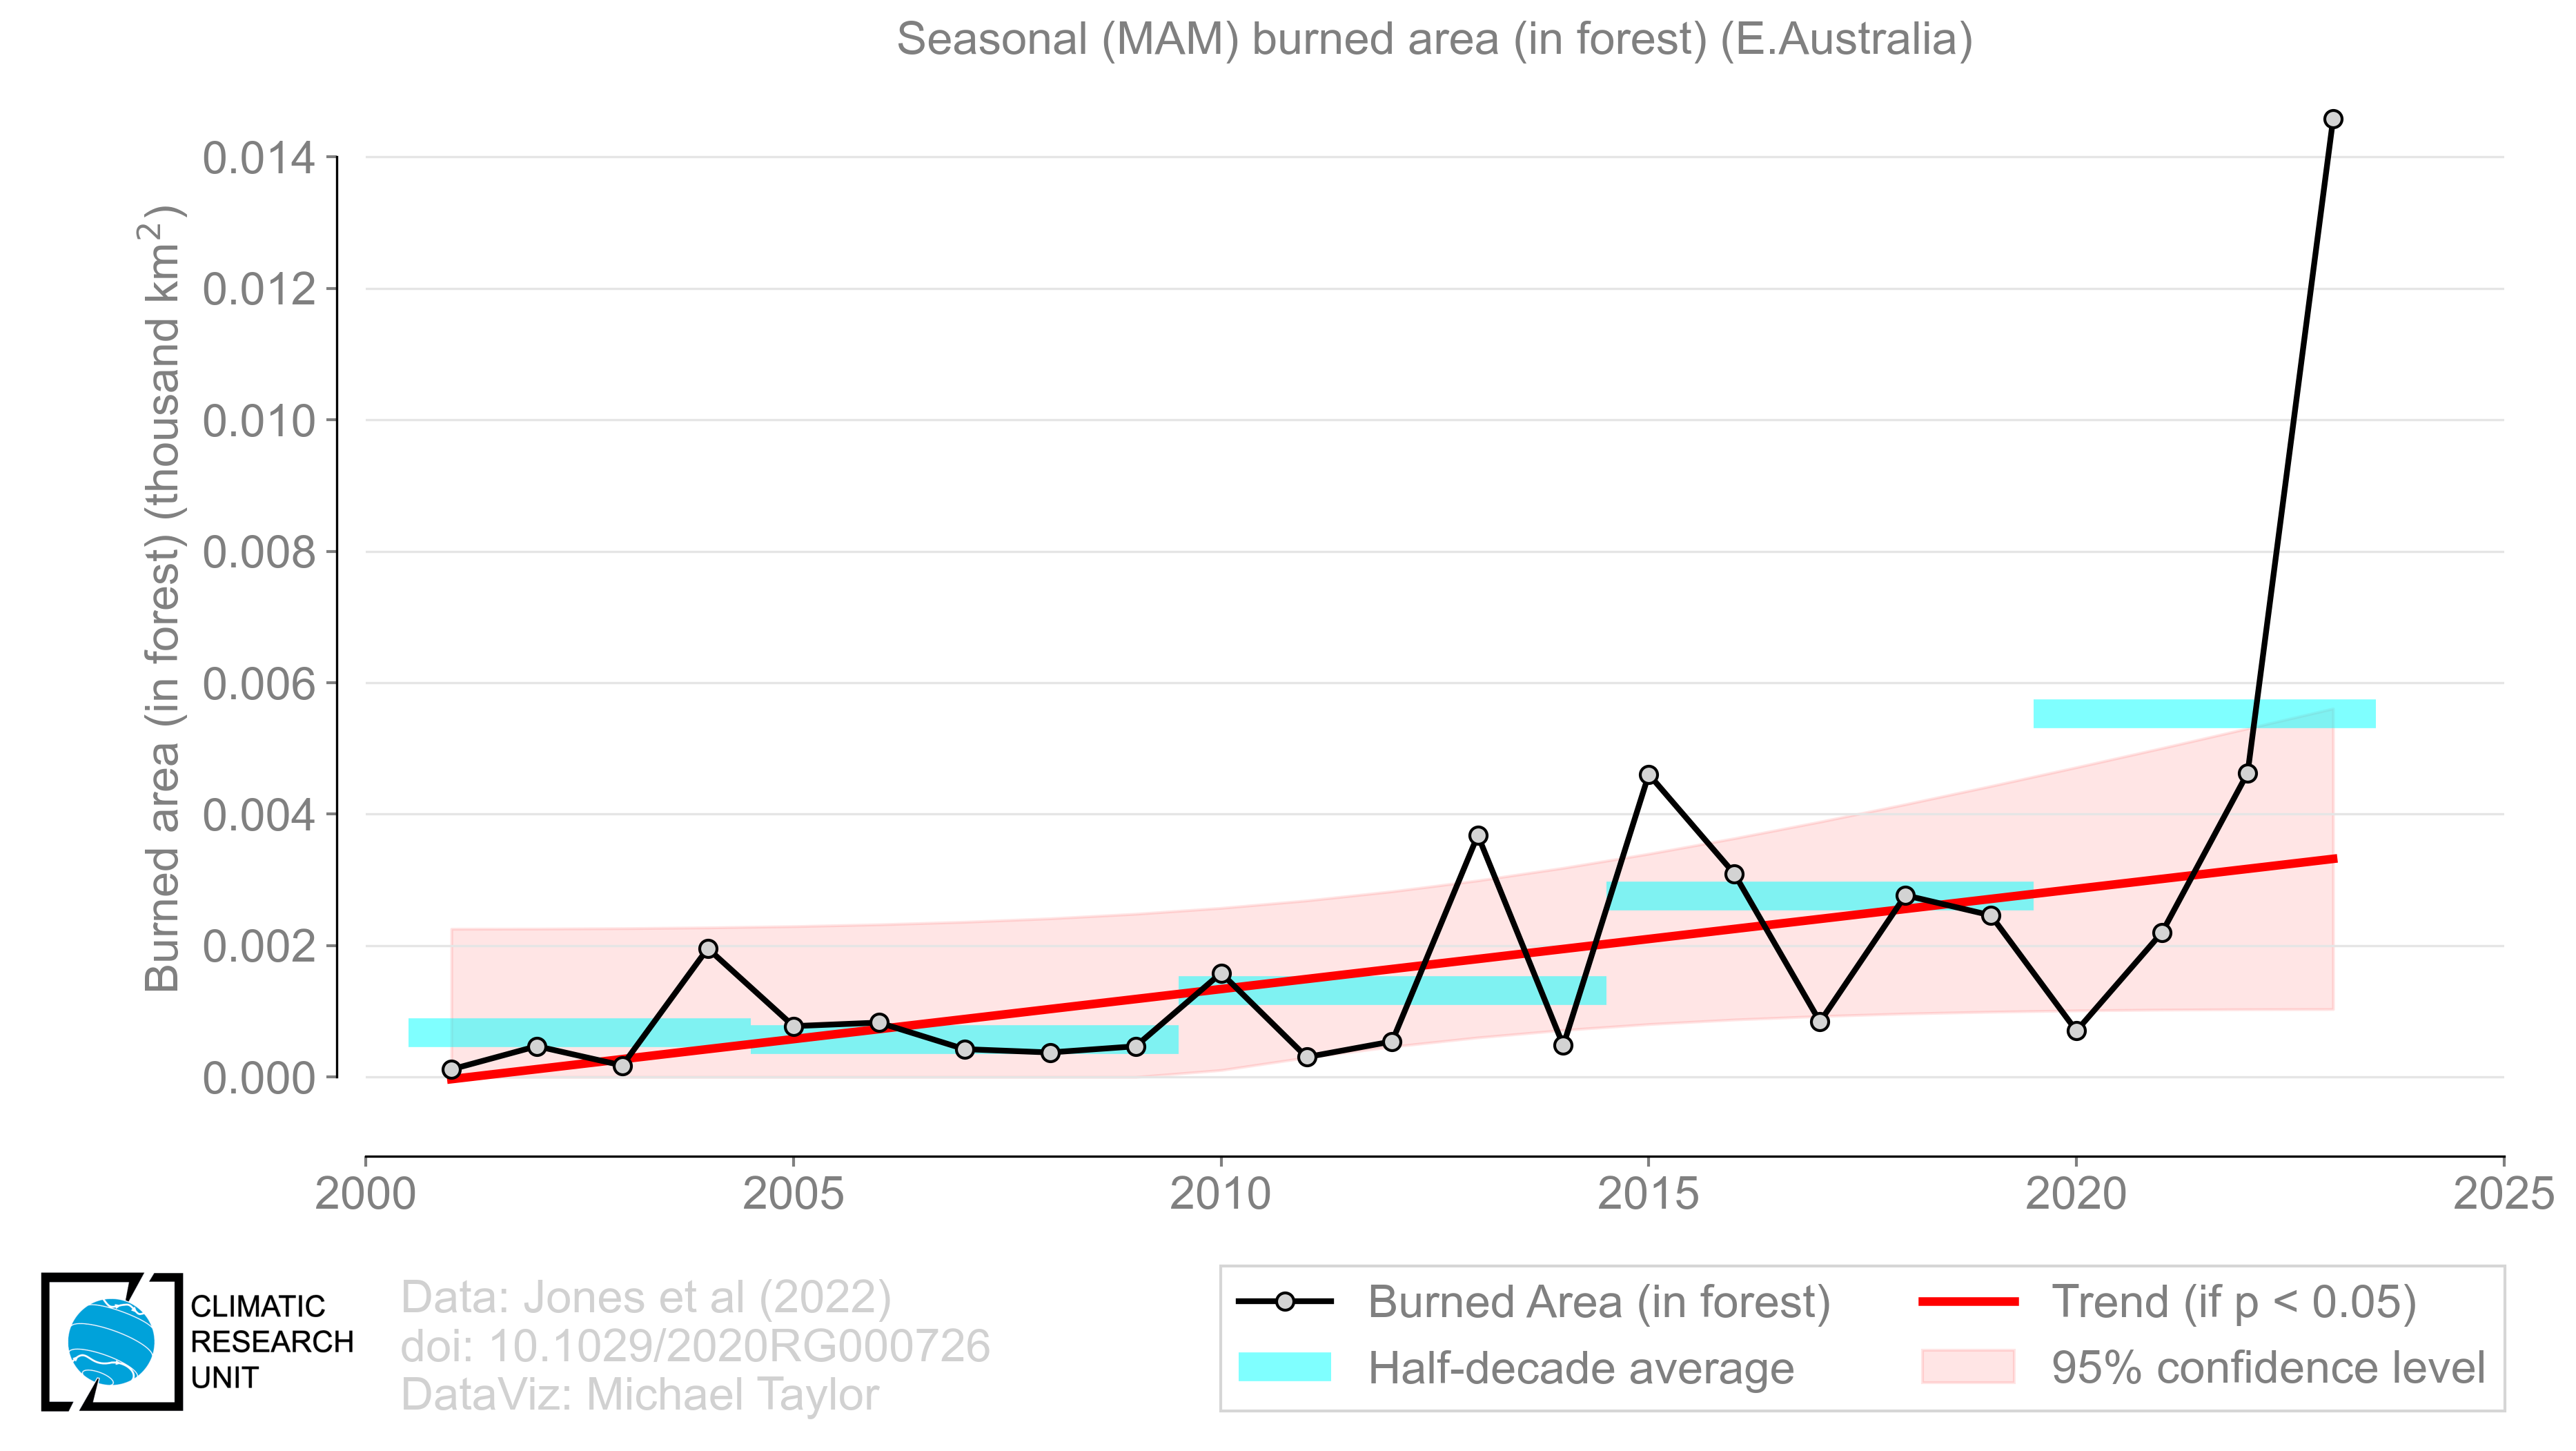 Seasonal (MAM) burned area (in forest) (E.Australia)
Burned area (in forest) (thousand km²)
0.014
0.012
0.010
0.008
0.006
0.004
0.002
0.000
2000 2005 2010 2015 2020 2025
CLIMATIC
RESEARCH
UNIT
Data: Jones et al (2022)
doi: 10.1029/2020RG000726
DataViz: Michael Taylor
Burned Area (in forest)
Half-decade average
Trend (if p < 0.05)
95% confidence level